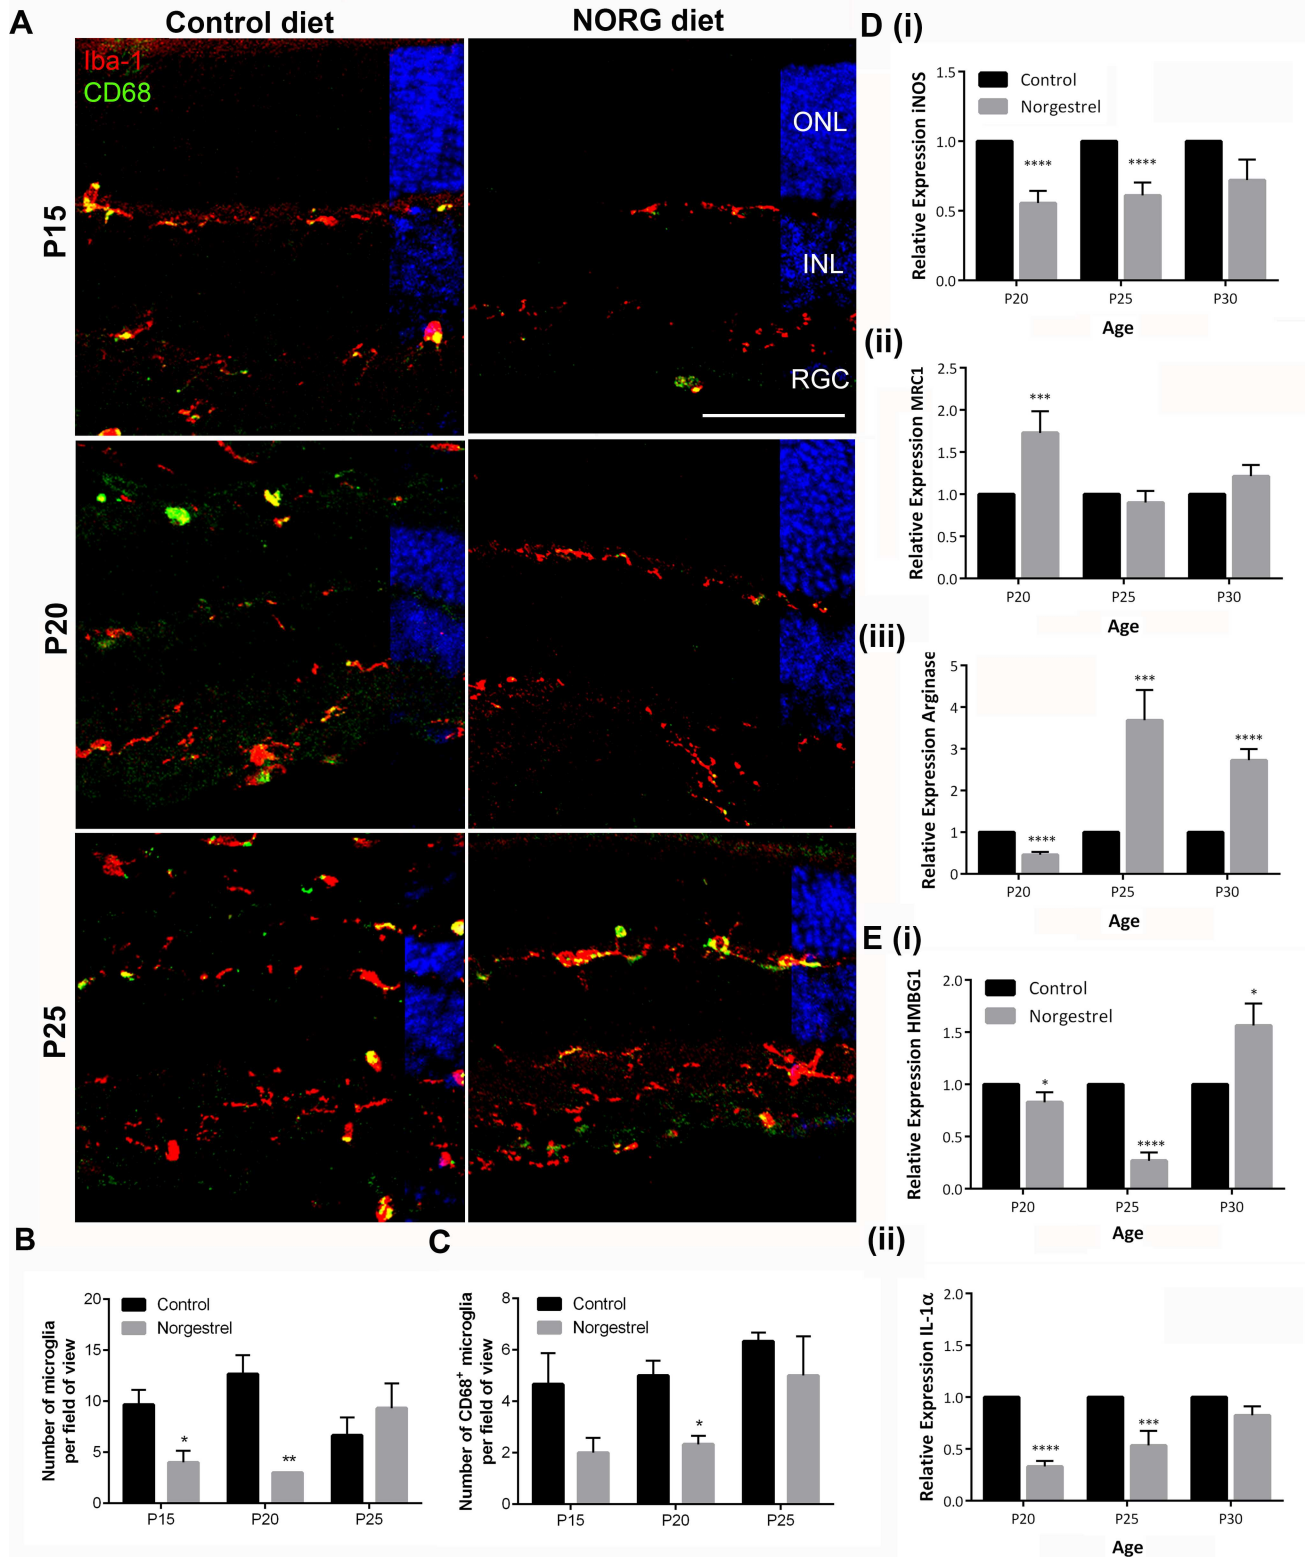 A
Control diet
NORG diet
Iba-1
CD68
ONL
INL
RGC
P15
P20
P25
B
Number of microglia
per field of view
20
15
10
5
0
Control
Norgestrel
*
**
P15
P20
P25
C
Number of CD68+ microglia
per field of view
8
6
4
2
0
Control
Norgestrel
*
P15
P20
P25
D (i)
Relative Expression iNOS
1.5
1.0
0.5
0.0
Control
Norgestrel
****
****
P20
P25
P30
Age
(ii)
Relative Expression MRC1
2.5
2.0
1.5
1.0
0.5
0.0
***
P20
P25
P30
Age
(iii)
Relative Expression Arginase
5
4
3
2
1
0
****
***
****
P20
P25
P30
Age
E (i)
Relative Expression HMBG1
2.0
1.5
1.0
0.5
0.0
Control
Norgestrel
*
****
*
P20
P25
P30
Age
(ii)
Relative Expression IL-1α
2.0
1.5
1.0
0.5
0.0
****
***
P20
P25
P30
Age